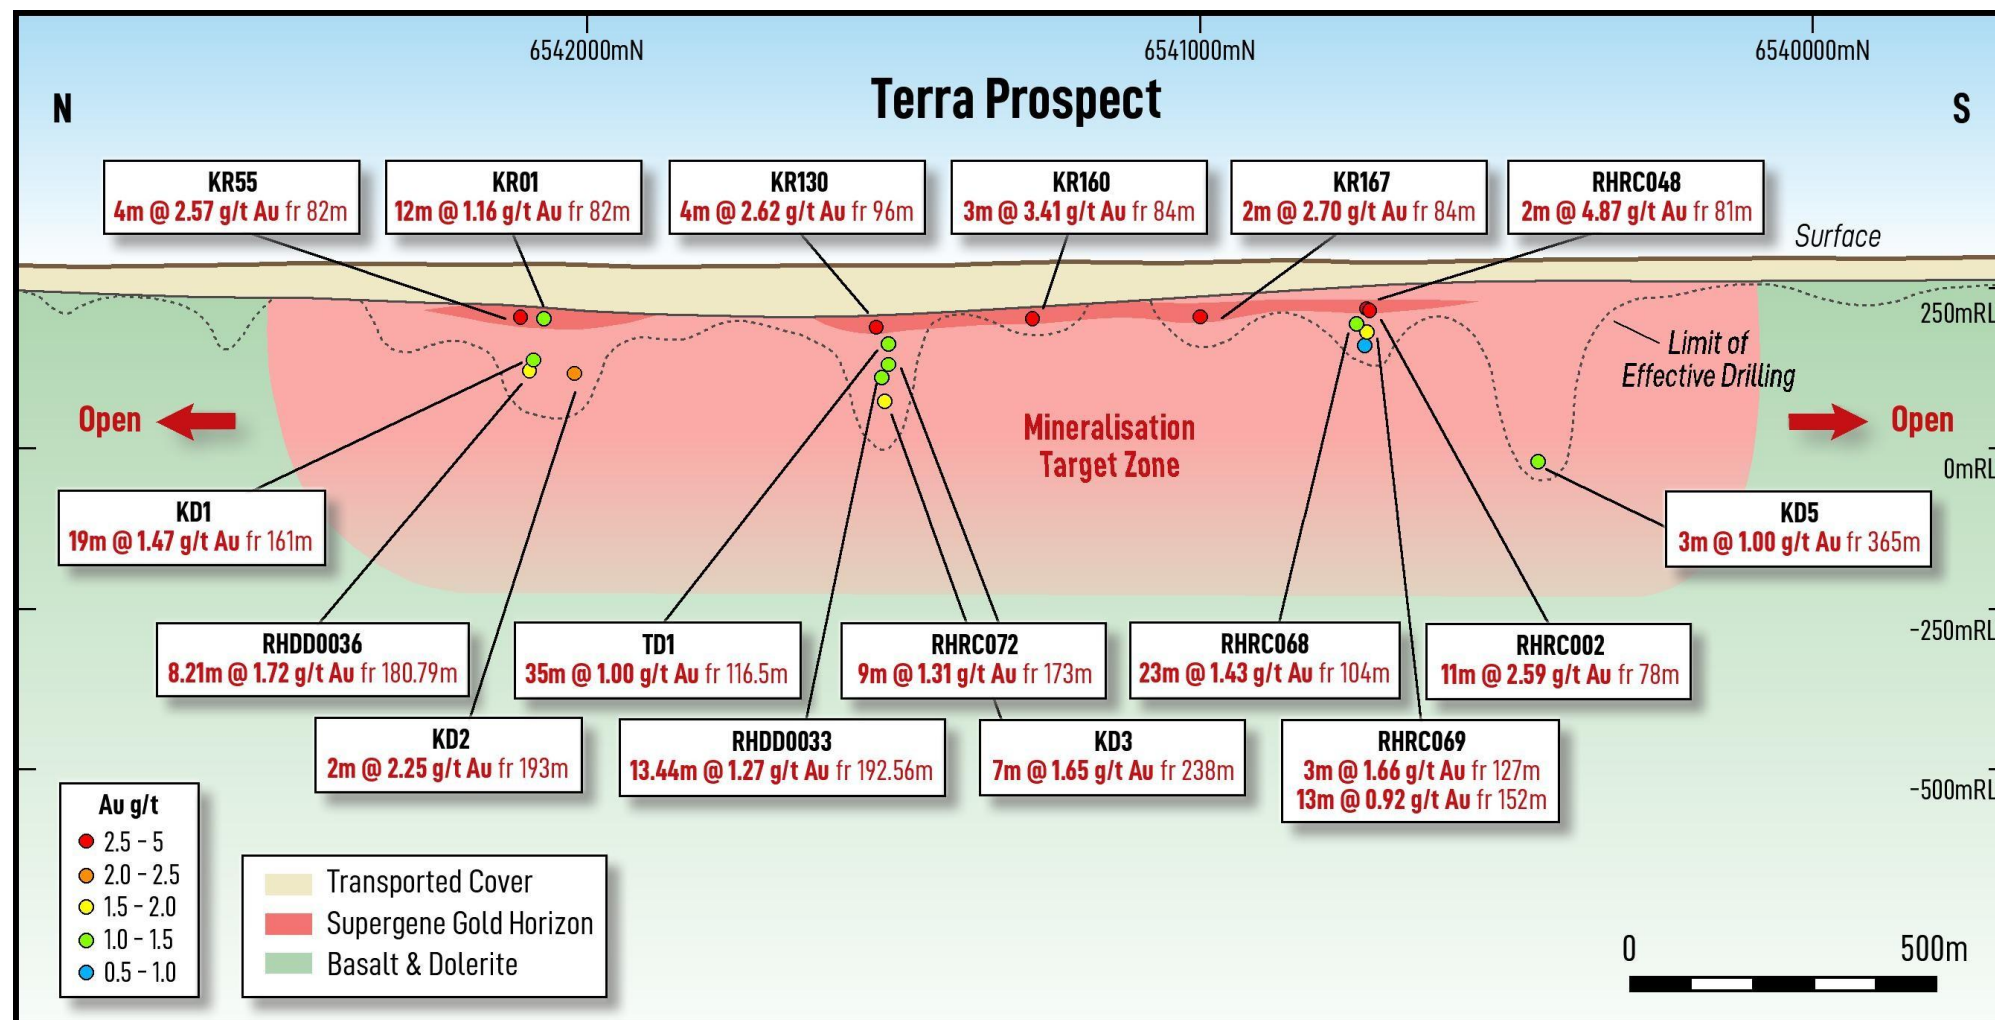 6542000mN
6541000mN
6540000mN
N
Terra Prospect
S
KR55
4m @ 2.57 g/t Au fr 82m
KR01
12m @ 1.16 g/t Au fr 82m
KR130
4m @ 2.62 g/t Au fr 96m
KR160
3m @ 3.41 g/t Au fr 84m
KR167
2m @ 2.70 g/t Au fr 84m
RHRC048
2m @ 4.87 g/t Au fr 81m
Surface
250mRL
Limit of
Effective Drilling
Open
Mineralisation
Target Zone
Open
0mRL
KD1
19m @ 1.47 g/t Au fr 161m
KD5
3m @ 1.00 g/t Au fr 365m
RHDD0036
8.21m @ 1.72 g/t Au fr 180.79m
TD1
35m @ 1.00 g/t Au fr 116.5m
RHRC072
9m @ 1.31 g/t Au fr 173m
RHRC068
23m @ 1.43 g/t Au fr 104m
RHRC002
11m @ 2.59 g/t Au fr 78m
-250mRL
KD2
2m @ 2.25 g/t Au fr 193m
RHDD0033
13.44m @ 1.27 g/t Au fr 192.56m
KD3
7m @ 1.65 g/t Au fr 238m
RHRC069
3m @ 1.66 g/t Au fr 127m
13m @ 0.92 g/t Au fr 152m
-500mRL
Au g/t
2.5 - 5
2.0 - 2.5
1.5 - 2.0
1.0 - 1.5
0.5 - 1.0
Transported Cover
Supergene Gold Horizon
Basalt & Dolerite
0 500m